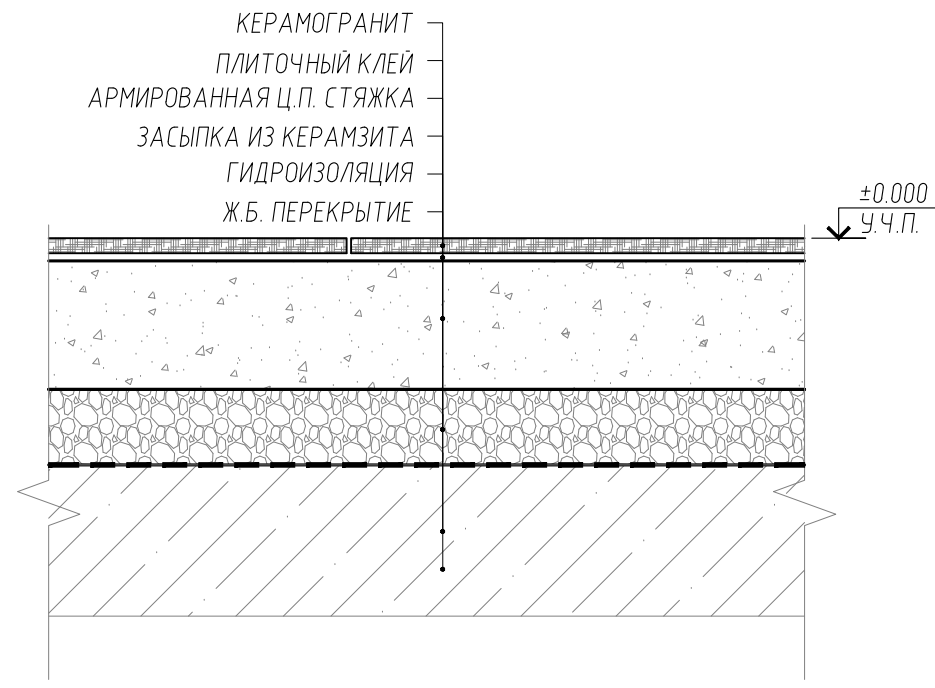 КЕРАМОГРАНИТ
ПЛИТОЧНЫЙ КЛЕЙ
АРМИРОВАННАЯ Ц.П. СТЯЖКА
ЗАСЫПКА ИЗ КЕРАМЗИТА
ГИДРОИЗОЛЯЦИЯ
Ж.Б. ПЕРЕКРЫТИЕ
±0.000
У.Ч.П.